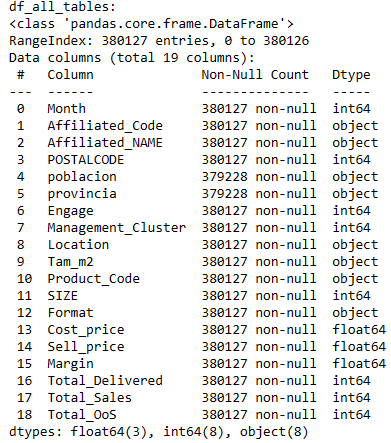 df_all_tables:
<class 'pandas.core.frame.DataFrame'>
RangeIndex: 380127 entries, 0 to 380126
Data columns (total 19 columns):
 #   Column              Non-Null Count   Dtype
---  ------              --------------   -----
 0   Month               380127 non-null  int64
 1   Affiliated_Code     380127 non-null  object
 2   Affiliated_NAME     380127 non-null  object
 3   POSTALCODE          380127 non-null  int64
 4   poblacion           379228 non-null  object
 5   provincia           379228 non-null  object
 6   Engage              380127 non-null  int64
 7   Management_Cluster  380127 non-null  int64
 8   Location            380127 non-null  object
 9   Tam_m2              380127 non-null  object
 10  Product_Code        380127 non-null  object
 11  SIZE                380127 non-null  int64
 12  Format              380127 non-null  object
 13  Cost_price          380127 non-null  float64
 14  Sell_price          380127 non-null  float64
 15  Margin              380127 non-null  float64
 16  Total_Delivered     380127 non-null  int64
 17  Total_Sales         380127 non-null  int64
 18  Total_OoS           380127 non-null  int64
dtypes: float64(3), int64(8), object(8)